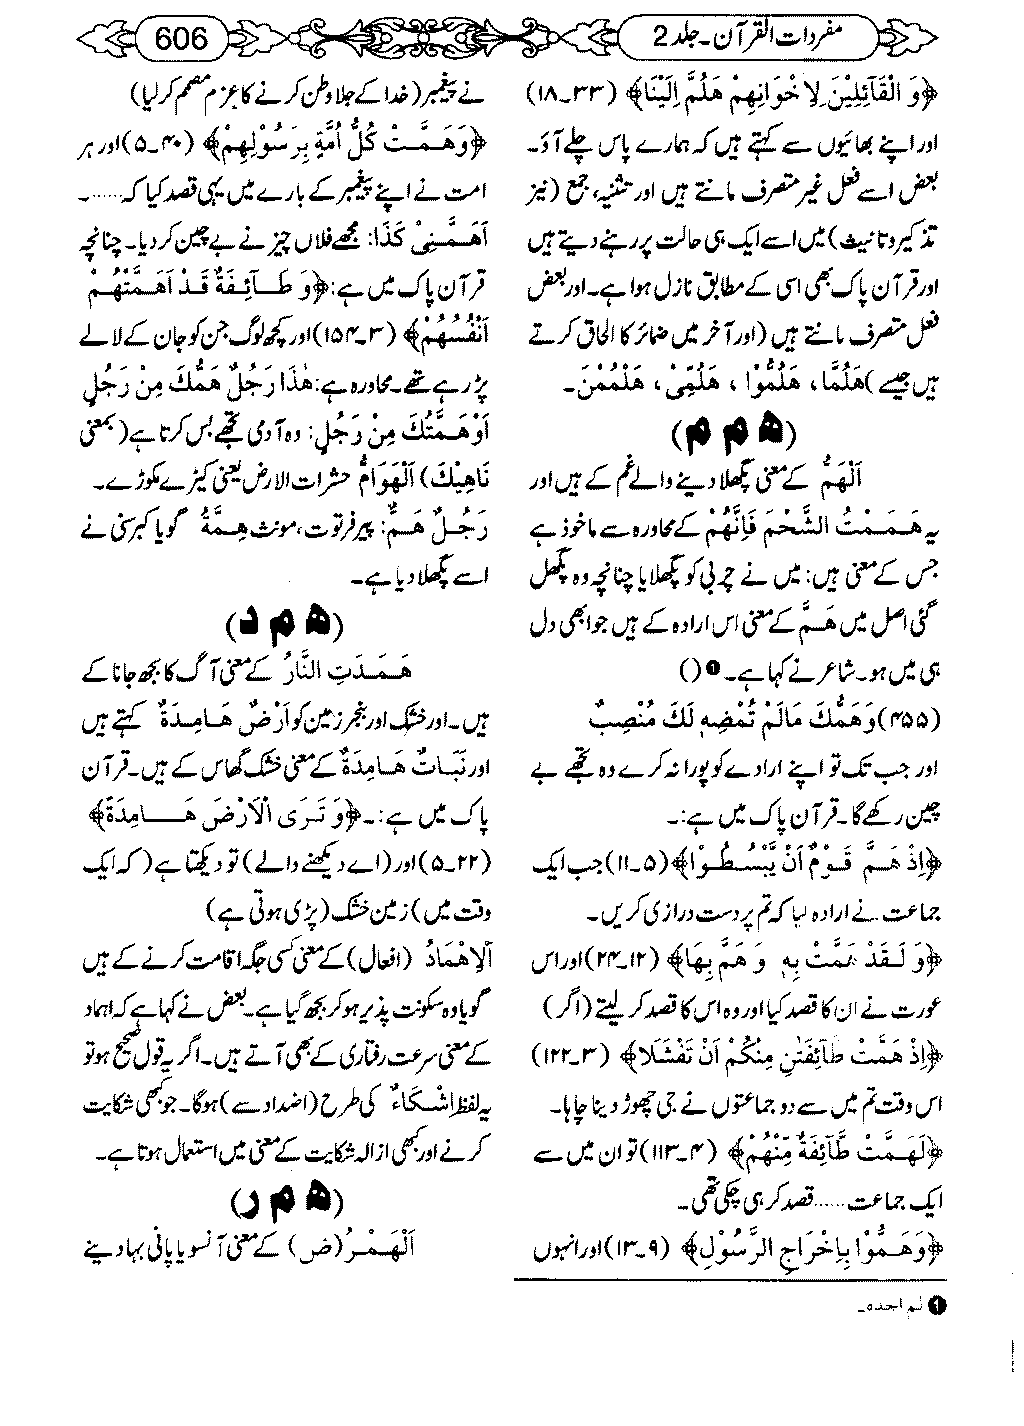 مفردات القرآن۔ جلد 2
606
﴿وَ الْقَآئِلِیْنَ لِاِخْوَانِهِمْ هَلُمَّ اِلَیْنَا﴾ (۳۳۔۱۸)
اور اپنے بھائیوں سے کہتے ہیں کہ ہمارے پاس چلے آؤ۔
بعض اسے فعل غیر متصرف مانتے ہیں اور تثنیہ، جمع (نیز
تذکیر وتانیث) میں اسے ایک ہی حالت پر رہنے دیتے ہیں
اور قرآن پاک بھی اسی کے مطابق نازل ہوا ہے۔ اور بعض
فعل متصرف مانتے ہیں (اور آخر میں ضمائر کا الحاق کرتے
ہیں جیسے) هَلُمَّا، هَلُمُّوْا، هَلُمِّیْ، هَلْمُمْنَ۔
(ھ م م)
اَلْهَمُّ کے معنی پگھلا دینے والے غم کے ہیں اور
یہ هَمَمْتُ الشَّحْمَ فَانْهَمَّ کے محاورہ سے ماخوذ ہے
جس کے معنی ہیں: میں نے چربی کو پگھلایا چنانچہ وہ پگھل
گئی اصل میں هَمٌّ کے معنی اس ارادہ کے ہیں جو ابھی دل
ہی میں ہو۔ شاعر نے کہا ہے۔❶ ()
(۴۵۵) وَهَمُّكَ مَالَمْ تُمْضِهٖ لَكَ مُنْصِبٌ
اور جب تک تو اپنے ارادے کو پورا نہ کرے وہ تجھے بے
چین رکھے گا۔ قرآن پاک میں ہے:۔
﴿اِذْ هَمَّ قَوْمٌ اَنْ یَّبْسُطُوْا﴾ (۵۔۱۱) جب ایک
جماعت نے ارادہ کیا کہ تم پر دست درازی کریں۔
﴿وَ لَقَدْ هَمَّتْ بِهٖ وَ هَمَّ بِهَا﴾ (۱۲۔۲۴) اور اس
عورت نے ان کا قصد کیا اور وہ اس کا قصد کر لیتے (اگر)
﴿اِذْ هَمَّتْ طَآئِفَتٰنِ مِنْكُمْ اَنْ تَفْشَلَا﴾ (۳۔۱۲۲)
اس وقت تم میں سے دو جماعتوں نے جی چھوڑ دینا چاہا۔
﴿لَهَمَّتْ طَّآئِفَةٌ مِّنْهُمْ﴾ (۴۔۱۱۳) تو ان میں سے
ایک جماعت...... قصد کر ہی چکی تھی۔
﴿وَهَمُّوْا بِاِخْرَاجِ الرَّسُوْلِ﴾ (۹۔۱۳) اور انہوں
❶ لم اجده۔
نے پیغمبر (خدا کے جلا وطن کرنے کا عزم مصمم کر لیا)
﴿وَهَمَّتْ كُلُّ اُمَّةٍ بِرَسُوْلِهِمْ﴾ (۴۰۔۵) اور ہر
امت نے اپنے پیغمبر کے بارے میں یہی قصد کیا کہ......۔
اَهَمَّنِیْ كَذَا: مجھے فلاں چیز نے بے چین کر دیا۔ چنانچہ
قرآن پاک میں ہے: ﴿وَ طَآئِفَةٌ قَدْ اَهَمَّتْهُمْ
اَنْفُسُهُمْ﴾ (۳۔۱۵۴) اور کچھ لوگ جن کو جان کے لالے
پڑ رہے تھے۔ محاورہ ہے: هٰذَا رَجُلٌ هَمُّكَ مِنْ رَجُلٍ
اَوْهَمَّتُكَ مِنْ رَجُلٍ: وہ آدمی تجھے بس کرتا ہے (بمعنی
نَاهِیْكَ) اَلْهَوَامُّ حشرات الارض یعنی کیڑے مکوڑے۔
رَجُلٌ هِمٌّ: پیر فرتوت، مونث هِمَّةٌ گویا کبر سنی نے
اسے پگھلا دیا ہے۔
(ھ م د)
هَمَدَتِ النَّارُ کے معنی آگ کا بجھ جانا کے
ہیں۔ اور خشک اور بنجر زمین کو اَرْضٌ هَامِدَةٌ کہتے ہیں
اور نَبَاتٌ هَامِدَةٌ کے معنی خشک گھاس کے ہیں۔ قرآن
پاک میں ہے:۔ ﴿وَ تَرَی الْاَرْضَ هَامِدَةً﴾
(۲۲۔۵) اور (اے دیکھنے والے) تو دیکھتا ہے (کہ ایک
وقت میں) زمین خشک (پڑی ہوتی ہے)
اَلْاِهْمَادُ (افعال) کے معنی کسی جگہ اقامت کرنے کے ہیں
گویا وہ سکونت پذیر ہو کر بجھ گیا ہے۔ بعض نے کہا ہے کہ اہماد
کے معنی سرعت رفتاری کے بھی آتے ہیں۔ اگر یہ قول صحیح ہو تو
یہ لفظ اِشْكَاءٌ کی طرح (اضداد سے) ہوگا۔ جو کبھی شکایت
کرنے اور کبھی ازالہ شکایت کے معنی میں استعمال ہوتا ہے۔
(ھ م ر)
اَلْهَمْرُ (ض) کے معنی آنسو یا پانی بہا دینے